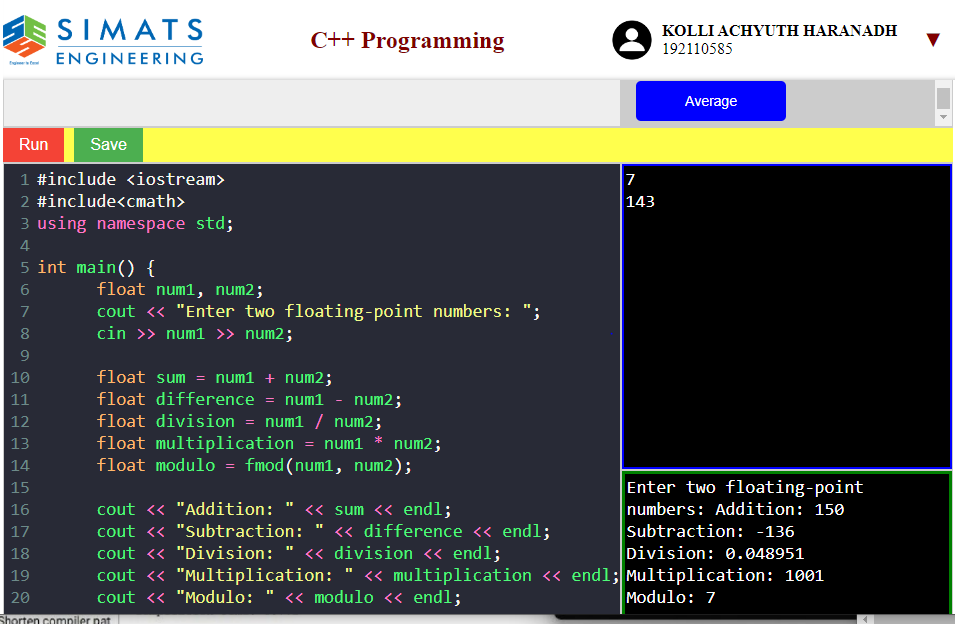 SIMATS
ENGINEERING
Engineer to Excel
C++ Programming
KOLLI ACHYUTH HARANADH
192110585
Average
Run
Save
1 #include <iostream>
2 #include<cmath>
3 using namespace std;
4
5 int main() {
6 float num1, num2;
7 cout << "Enter two floating-point numbers: ";
8 cin >> num1 >> num2;
9
10 float sum = num1 + num2;
11 float difference = num1 - num2;
12 float division = num1 / num2;
13 float multiplication = num1 * num2;
14 float modulo = fmod(num1, num2);
15
16 cout << "Addition: " << sum << endl;
17 cout << "Subtraction: " << difference << endl;
18 cout << "Division: " << division << endl;
19 cout << "Multiplication: " << multiplication << endl;
20 cout << "Modulo: " << modulo << endl;
7
143
Enter two floating-point
numbers: Addition: 150
Subtraction: -136
Division: 0.048951
Multiplication: 1001
Modulo: 7
Shorten compiler pat